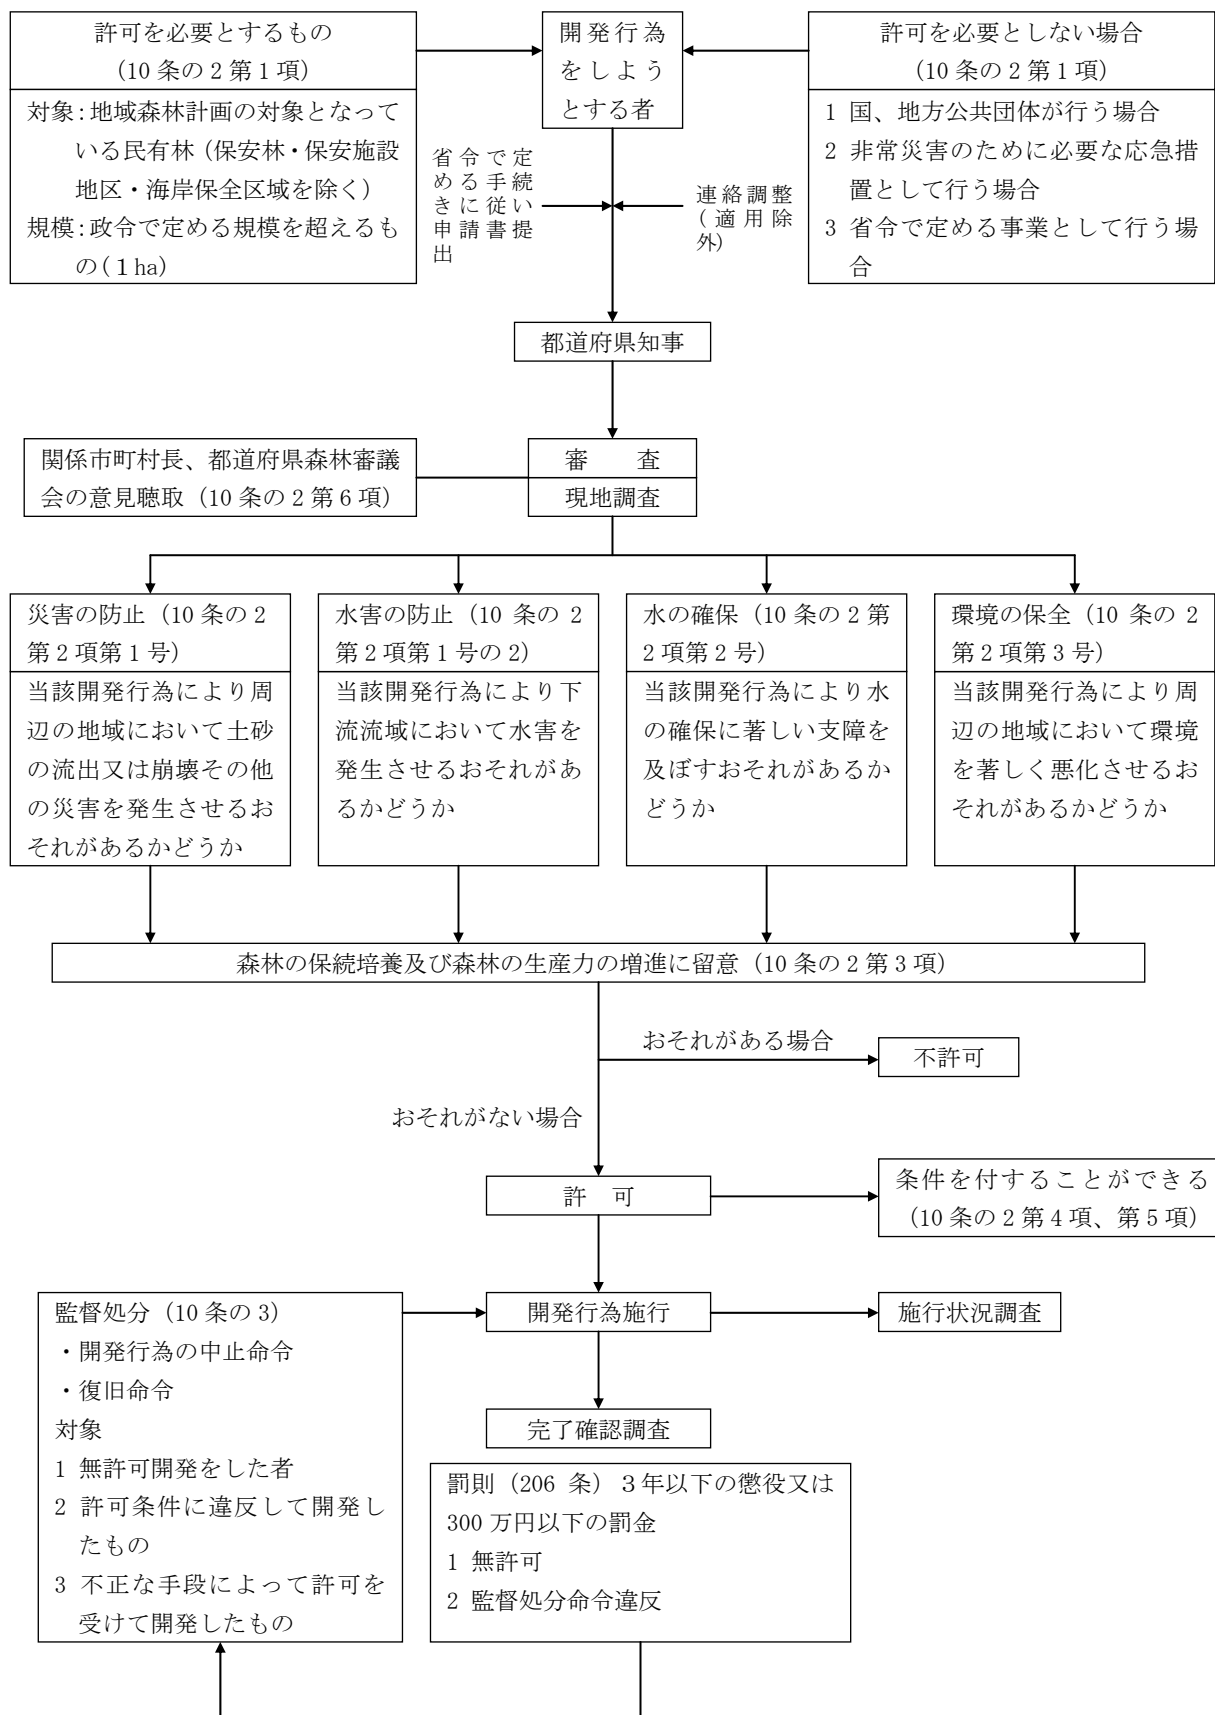 許可を必要とするもの
(10条の2第1項)
対象:地域森林計画の対象となって
いる民有林(保安林・保安施設
地区・海岸保全区域を除く)
規模:政令で定める規模を超えるも
の(１ha)
開発行為
をしよう
とする者
許可を必要としない場合
(10条の2第1項)
1 国、地方公共団体が行う場合
2 非常災害のために必要な応急措
置として行う場合
3 省令で定める事業として行う場
合
省令で定
める手続
きに従い
申請書提
出
連絡調整
(適用除
外)
都道府県知事
関係市町村長、都道府県森林審議
会の意見聴取(10条の2第6項)
審　査
現地調査
災害の防止(10条の2
第2項第1号)
当該開発行為により周
辺の地域において土砂
の流出又は崩壊その他
の災害を発生させるお
それがあるかどうか
水害の防止(10条の2
第2項第1号の2)
当該開発行為により下
流流域において水害を
発生させるおそれがあ
るかどうか
水の確保(10条の2第
2項第2号)
当該開発行為により水
の確保に著しい支障を
及ぼすおそれがあるか
どうか
環境の保全(10条の2
第2項第3号)
当該開発行為により周
辺の地域において環境
を著しく悪化させるお
それがあるかどうか
森林の保続培養及び森林の生産力の増進に留意(10条の2第3項)
おそれがある場合
不許可
おそれがない場合
許　可
条件を付することができる
(10条の2第4項、第5項)
監督処分(10条の3)
・開発行為の中止命令
・復旧命令
対象
1 無許可開発をした者
2 許可条件に違反して開発し
たもの
3 不正な手段によって許可を
受けて開発したもの
開発行為施行
施行状況調査
完了確認調査
罰則(206条)３年以下の懲役又は
300万円以下の罰金
1 無許可
2 監督処分命令違反